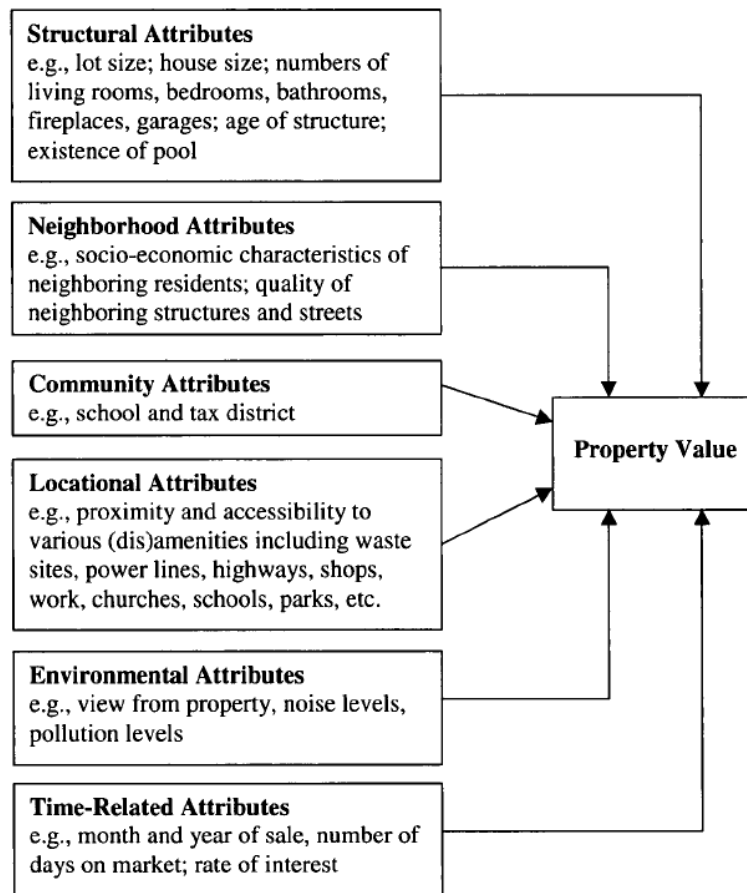 Structural Attributes
e.g., lot size; house size; numbers of
living rooms, bedrooms, bathrooms,
fireplaces, garages; age of structure;
existence of pool
Neighborhood Attributes
e.g., socio-economic characteristics of
neighboring residents; quality of
neighboring structures and streets
Community Attributes
e.g., school and tax district
Property Value
Locational Attributes
e.g., proximity and accessibility to
various (dis)amenities including waste
sites, power lines, highways, shops,
work, churches, schools, parks, etc.
Environmental Attributes
e.g., view from property, noise levels,
pollution levels
Time-Related Attributes
e.g., month and year of sale, number of
days on market; rate of interest